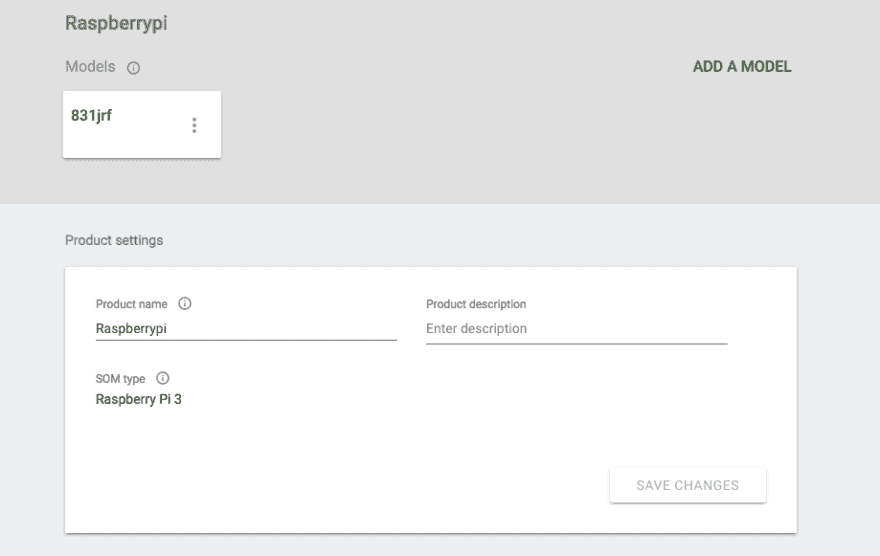 Raspberrypi
Models
ADD A MODEL
831jrf
Product settings
Product name
Product description
Raspberrypi
Enter description
SOM type
Raspberry Pi 3
SAVE CHANGES